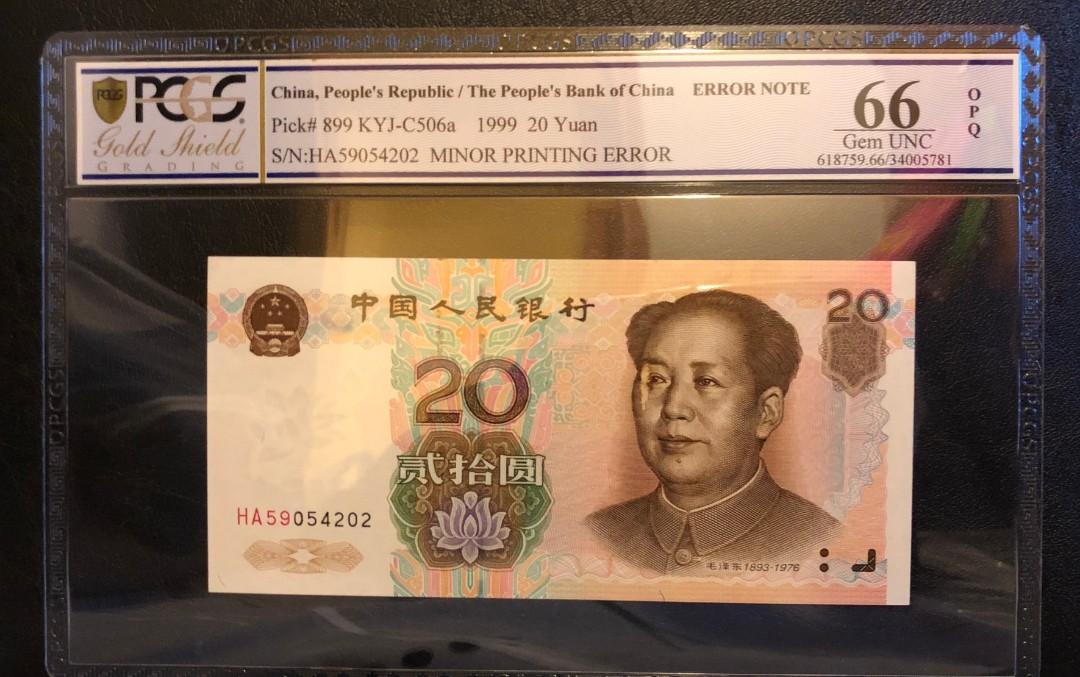 PCGS
PCGS
Gold Shield
GRADING
China, People's Republic / The People's Bank of China ERROR NOTE
Pick# 899 KYJ-C506a 1999 20 Yuan
S/N:HA59054202 MINOR PRINTING ERROR
66
Gem UNC
618759.66/34005781
OPQ
中国人民银行
20
20
贰拾圆
HA59054202
毛泽东1893-1976